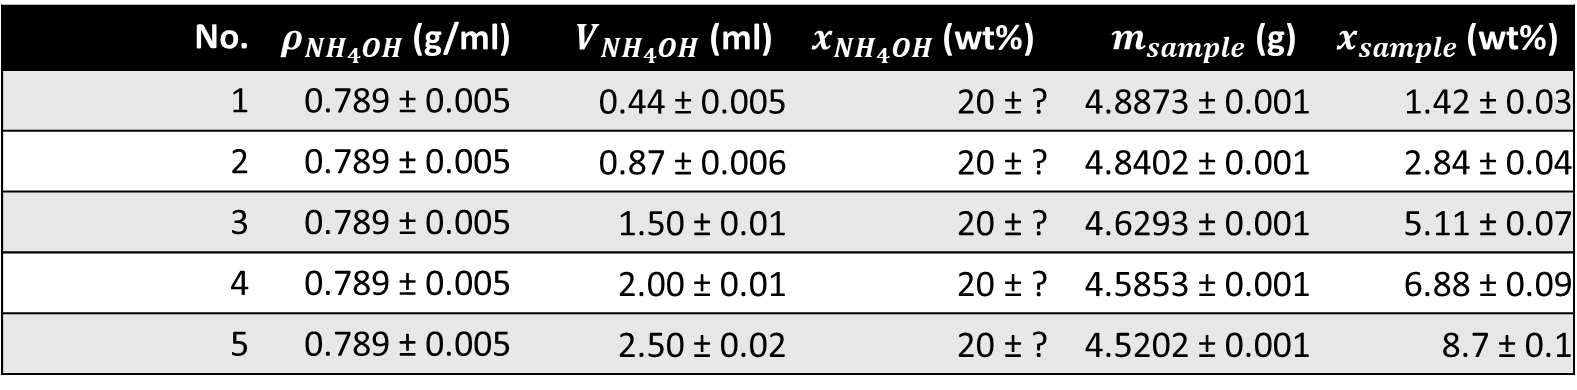 No. ρNH₄OH (g/ml) VNH₄OH (ml) xNH₄OH (wt%) msample (g) xsample (wt%)
1 0.789 ± 0.005 0.44 ± 0.005 20 ± ? 4.8873 ± 0.001 1.42 ± 0.03
2 0.789 ± 0.005 0.87 ± 0.006 20 ± ? 4.8402 ± 0.001 2.84 ± 0.04
3 0.789 ± 0.005 1.50 ± 0.01 20 ± ? 4.6293 ± 0.001 5.11 ± 0.07
4 0.789 ± 0.005 2.00 ± 0.01 20 ± ? 4.5853 ± 0.001 6.88 ± 0.09
5 0.789 ± 0.005 2.50 ± 0.02 20 ± ? 4.5202 ± 0.001 8.7 ± 0.1